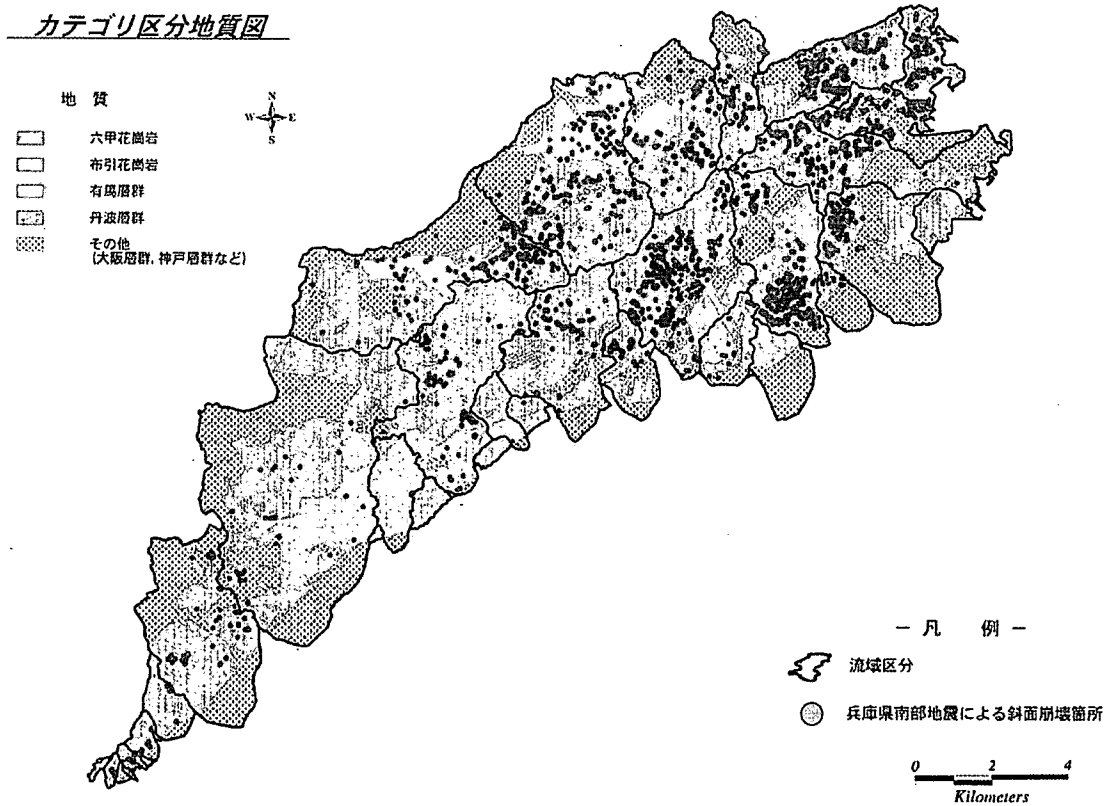 カテゴリ区分地質図
地 質
N
W E
S
六甲花崗岩
布引花崗岩
有馬層群
丹波層群
その他
(大阪層群, 神戸層群など)
ー 凡 例 ー
流域区分
兵庫県南部地震による斜面崩壊箇所
0 2 4
Kilometers